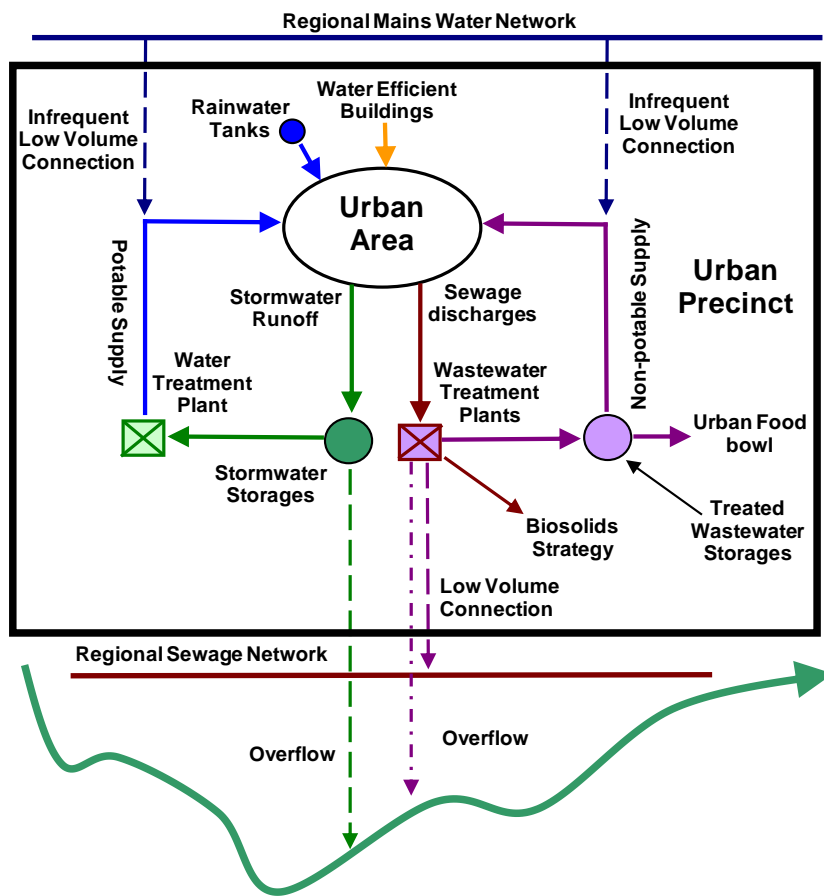 Regional Mains Water Network
Infrequent
Low Volume
Connection
Rainwater
Tanks
Water Efficient
Buildings
Infrequent
Low Volume
Connection
Urban
Area
Urban
Precinct
Potable Supply
Non-potable Supply
Stormwater
Runoff
Sewage
discharges
Water
Treatment
Plant
Wastewater
Treatment
Plants
Urban Food
bowl
Stormwater
Storages
Biosolids
Strategy
Treated
Wastewater
Storages
Low Volume
Connection
Regional Sewage Network
Overflow
Overflow